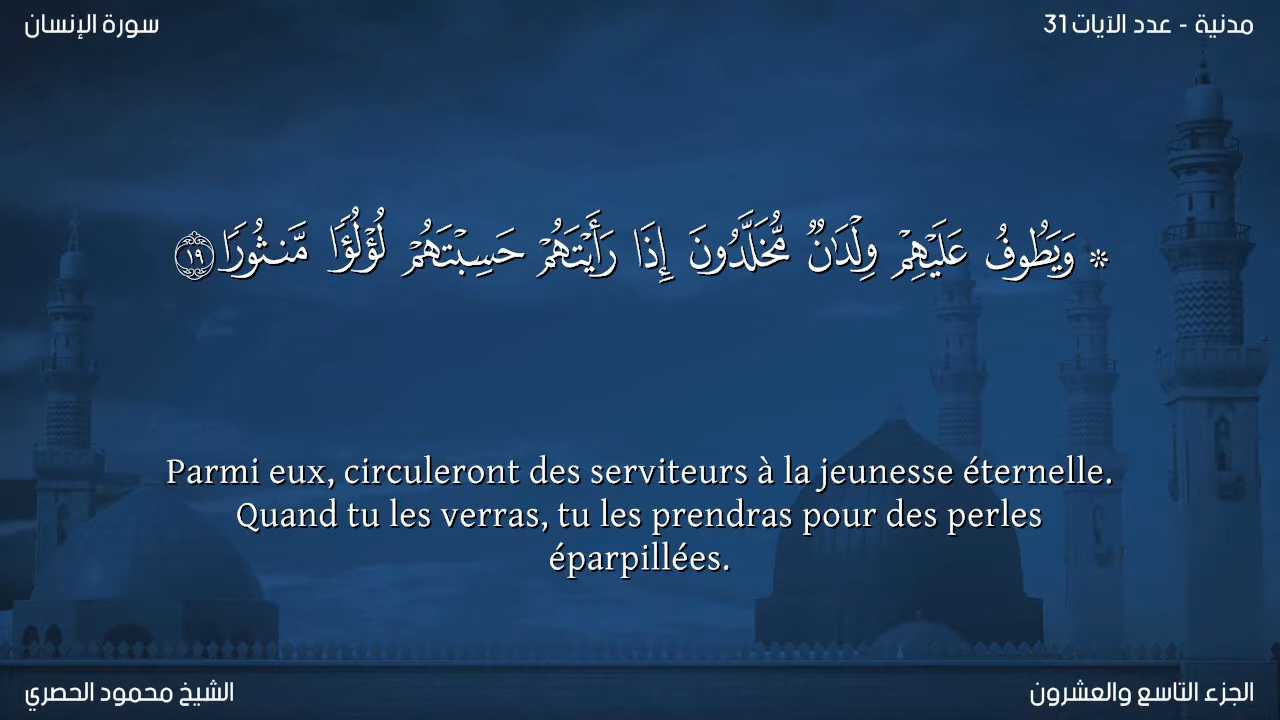 سورة الإنسان
مدنية - عدد الآيات 31
* وَيَطُوفُ عَلَيْهِمْ وِلْدَٰنٌ مُّخَلَّدُونَ إِذَا رَأَيْتَهُمْ حَسِبْتَهُمْ لُؤْلُؤًا مَّنثُورًا ١٩
Parmi eux, circuleront des serviteurs à la jeunesse éternelle.
Quand tu les verras, tu les prendras pour des perles
éparpillées.
الشيخ محمود الحصري
الجزء التاسع والعشرون